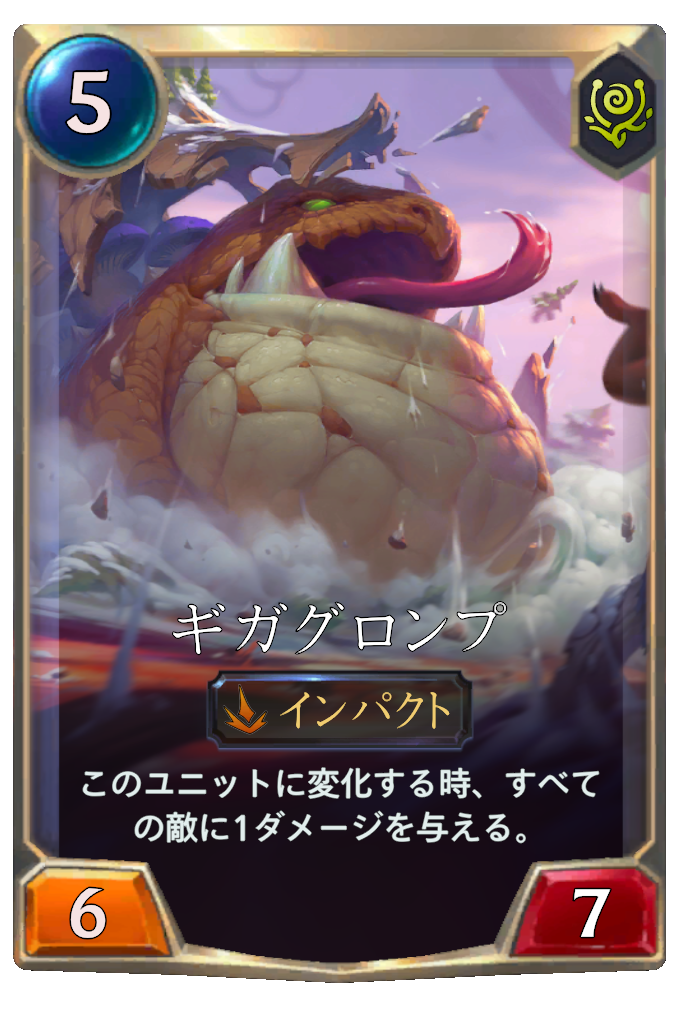 5
ギガグロンプ
インパクト
このユニットに変化する時、すべて
の敵に1ダメージを与える。
6
7